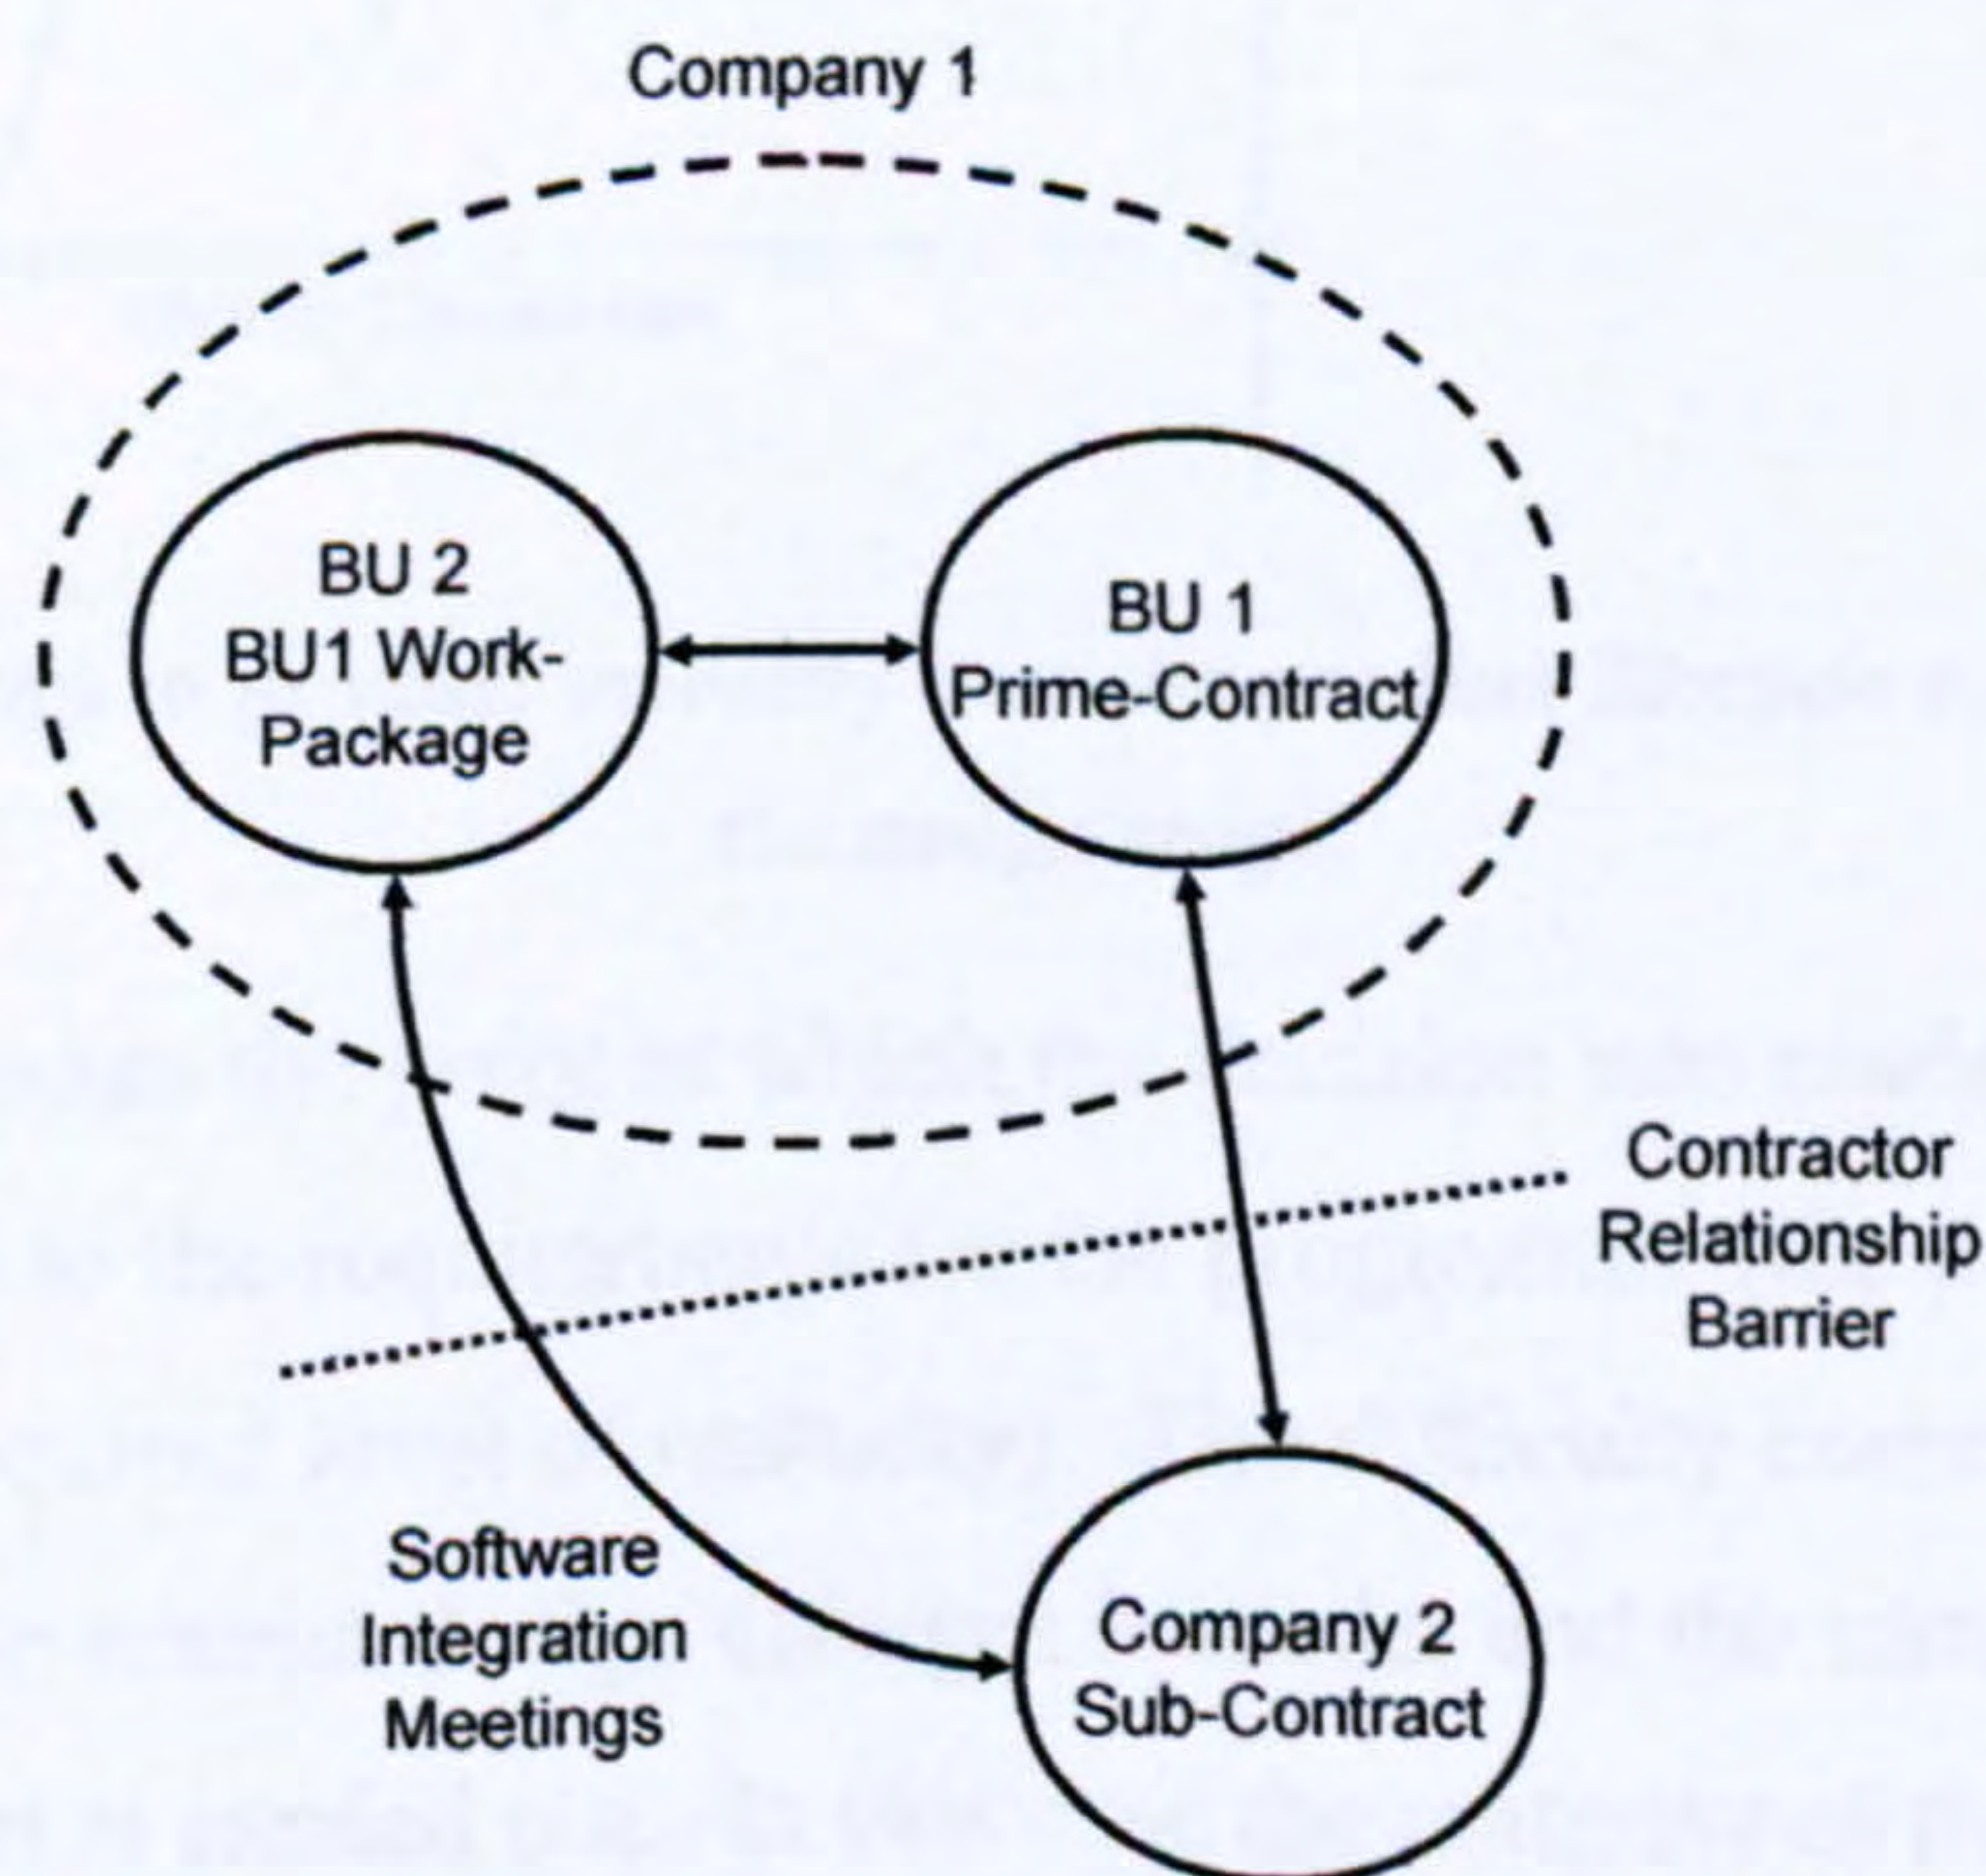 Company 1
BU 2
BU1 Work-
Package
BU 1
Prime-Contract
Contractor
Relationship
Barrier
Software
Integration
Meetings
Company 2
Sub-Contract